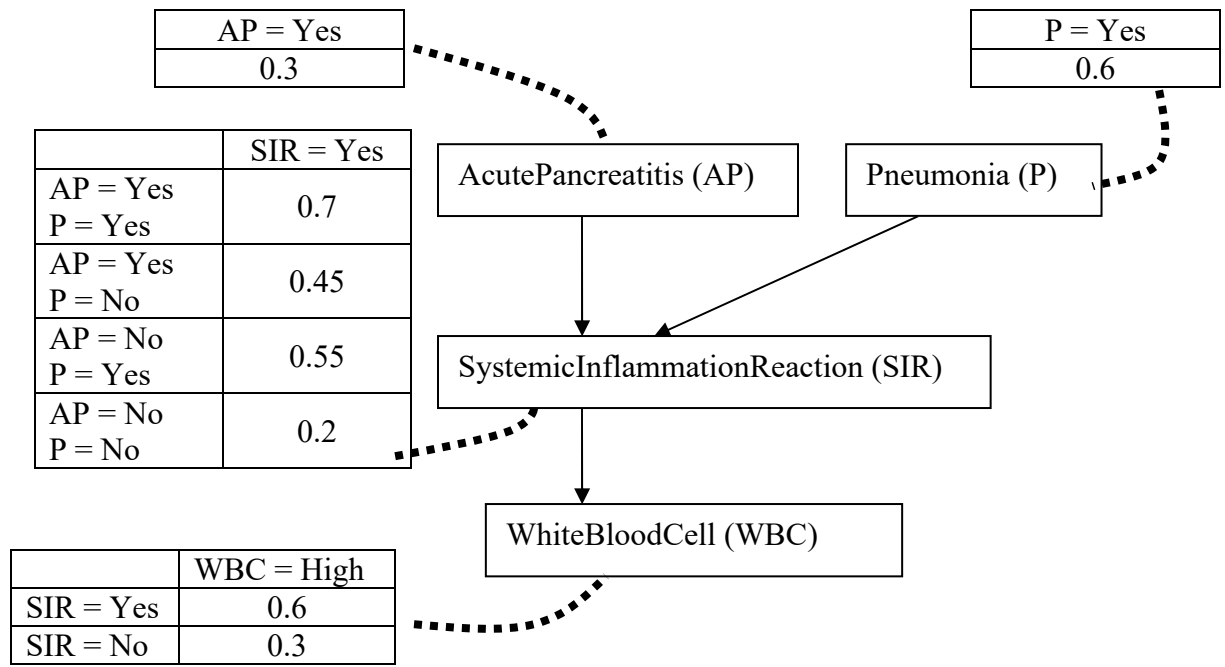 AP = Yes
0.3
P = Yes
0.6
SIR = Yes
AP = Yes
P = Yes
0.7
AP = Yes
P = No
0.45
AP = No
P = Yes
0.55
AP = No
P = No
0.2
AcutePancreatitis (AP)
Pneumonia (P)
SystemicInflammationReaction (SIR)
WhiteBloodCell (WBC)
WBC = High
SIR = Yes 0.6
SIR = No 0.3